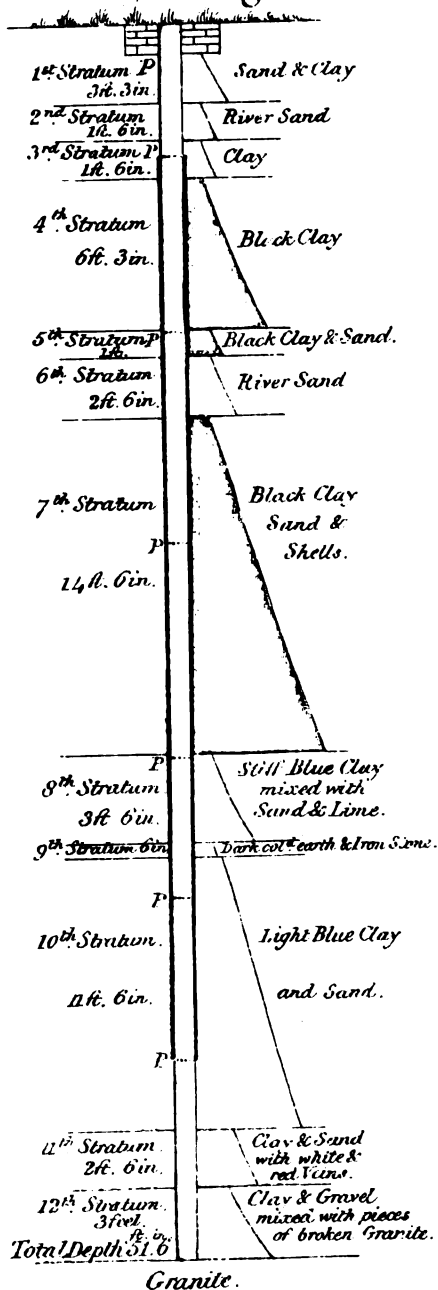 1st Stratum P
3ft. 3in.
Sand & Clay
2nd Stratum
1ft. 6in.
River Sand
3rd Stratum P
1ft. 6in.
Clay
4th Stratum
6ft. 3in.
Black Clay
5th Stratum P
1ft.
Black Clay & Sand.
6th Stratum
2ft. 6in.
River Sand
7th Stratum
P
14ft. 6in.
Black Clay
Sand &
Shells.
P
8th Stratum
3ft 6in.
Stiff Blue Clay
mixed with
Sand & Lime.
9th Stratum 6in
Dark cold earth & Iron Stone.
P
10th Stratum.
11ft. 6in.
Light Blue Clay
and Sand.
P
11th Stratum
2ft. 6in.
Clay & Sand
with white &
red Veins.
12th Stratum
3 feet.
Clay & Gravel
mixed with pieces
of broken Granite.
ft. in.
Total Depth 51.6
Granite.